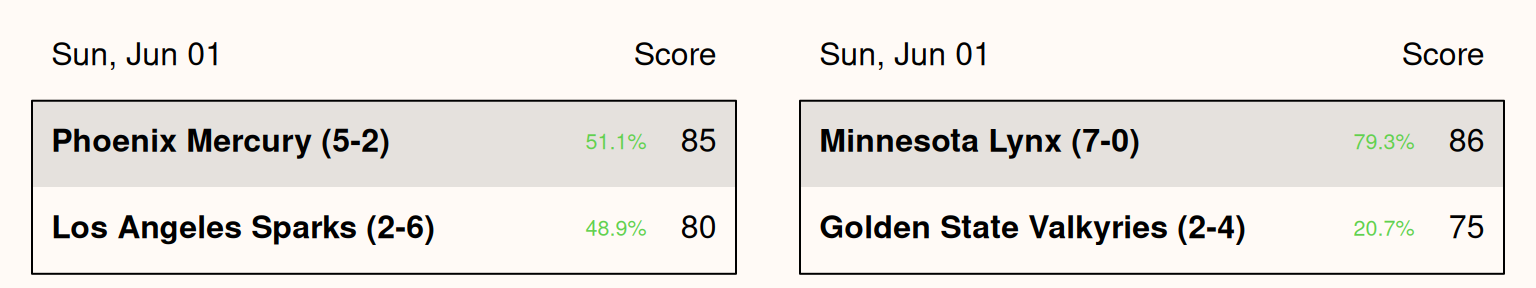 Sun, Jun 01 Score
Phoenix Mercury (5-2) 51.1% 85
Los Angeles Sparks (2-6) 48.9% 80
Sun, Jun 01 Score
Minnesota Lynx (7-0) 79.3% 86
Golden State Valkyries (2-4) 20.7% 75